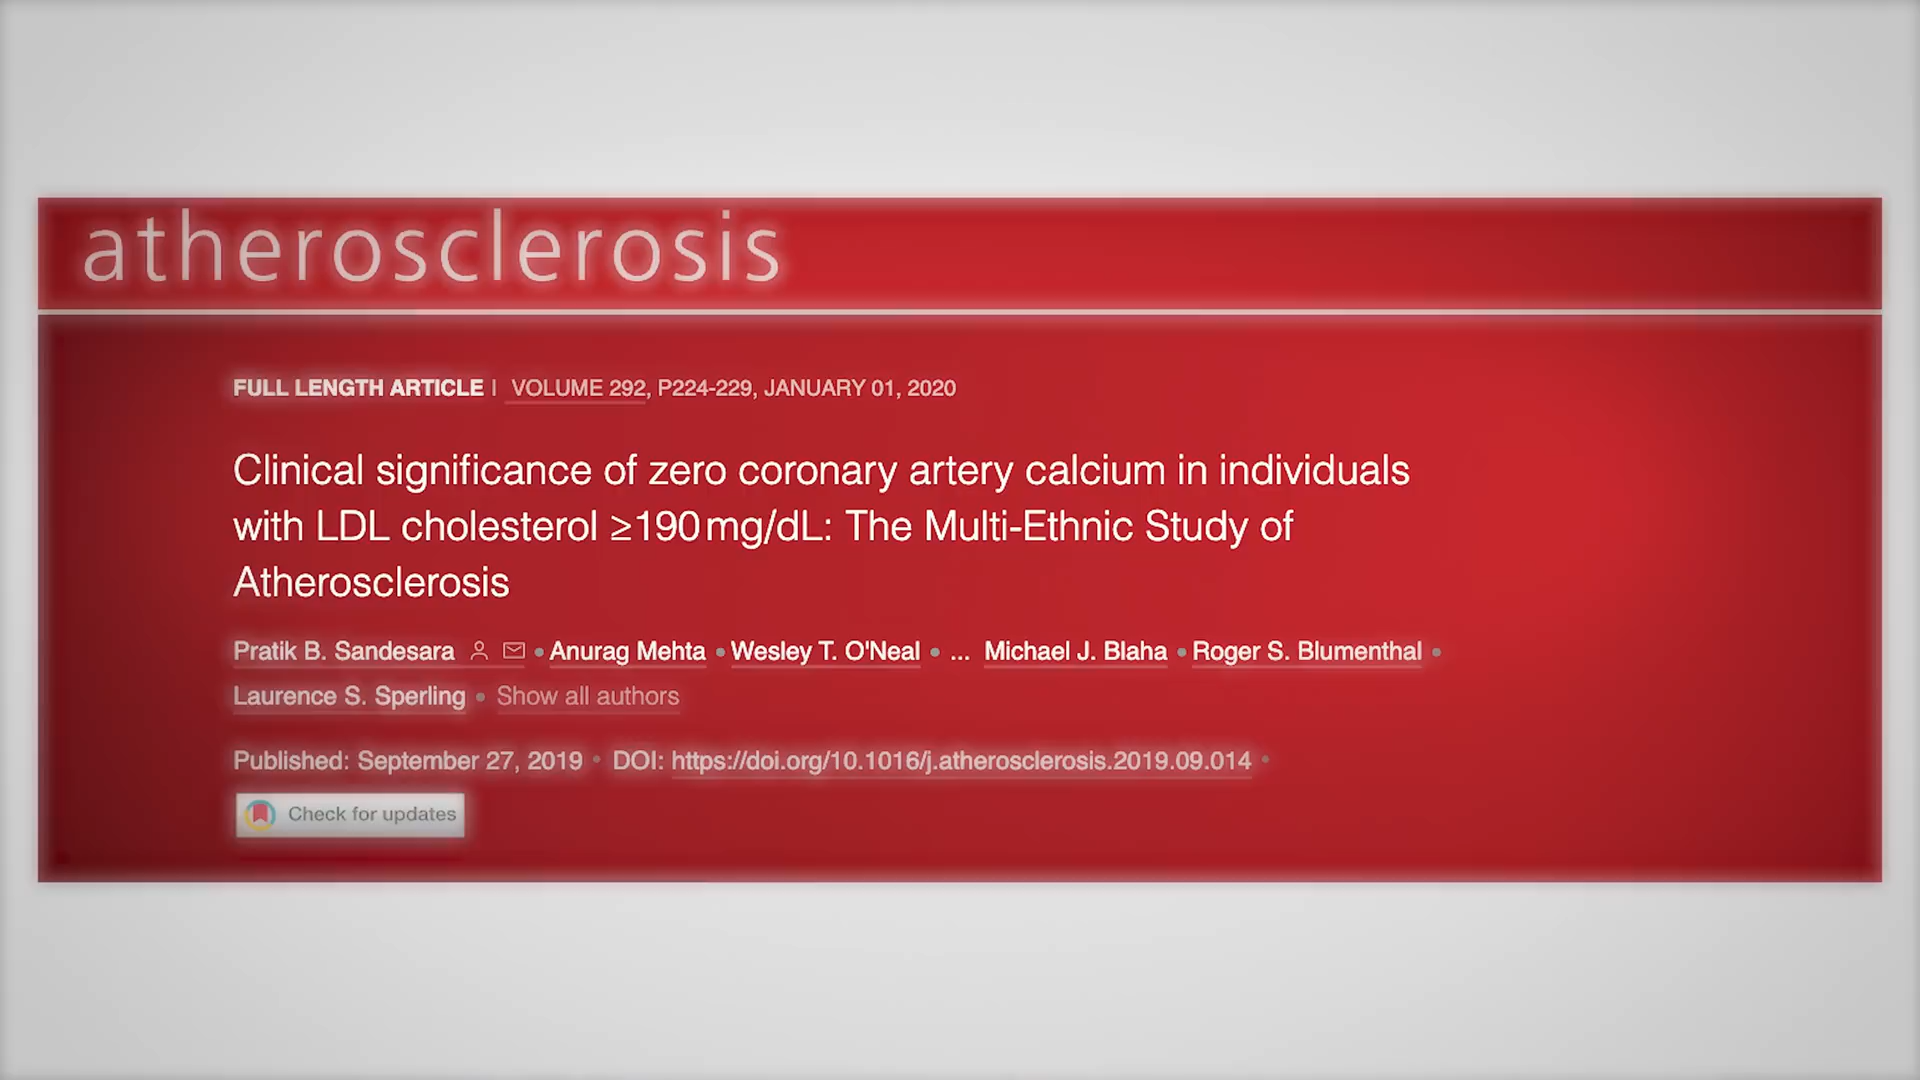 atherosclerosis
FULL LENGTH ARTICLE | VOLUME 292, P224-229, JANUARY 01, 2020
Clinical significance of zero coronary artery calcium in individuals
with LDL cholesterol ≥190 mg/dL: The Multi-Ethnic Study of
Atherosclerosis
Pratik B. Sandesara • Anurag Mehta • Wesley T. O'Neal • ... Michael J. Blaha • Roger S. Blumenthal •
Laurence S. Sperling • Show all authors
Published: September 27, 2019 • DOI: https://doi.org/10.1016/j.atherosclerosis.2019.09.014 •
Check for updates